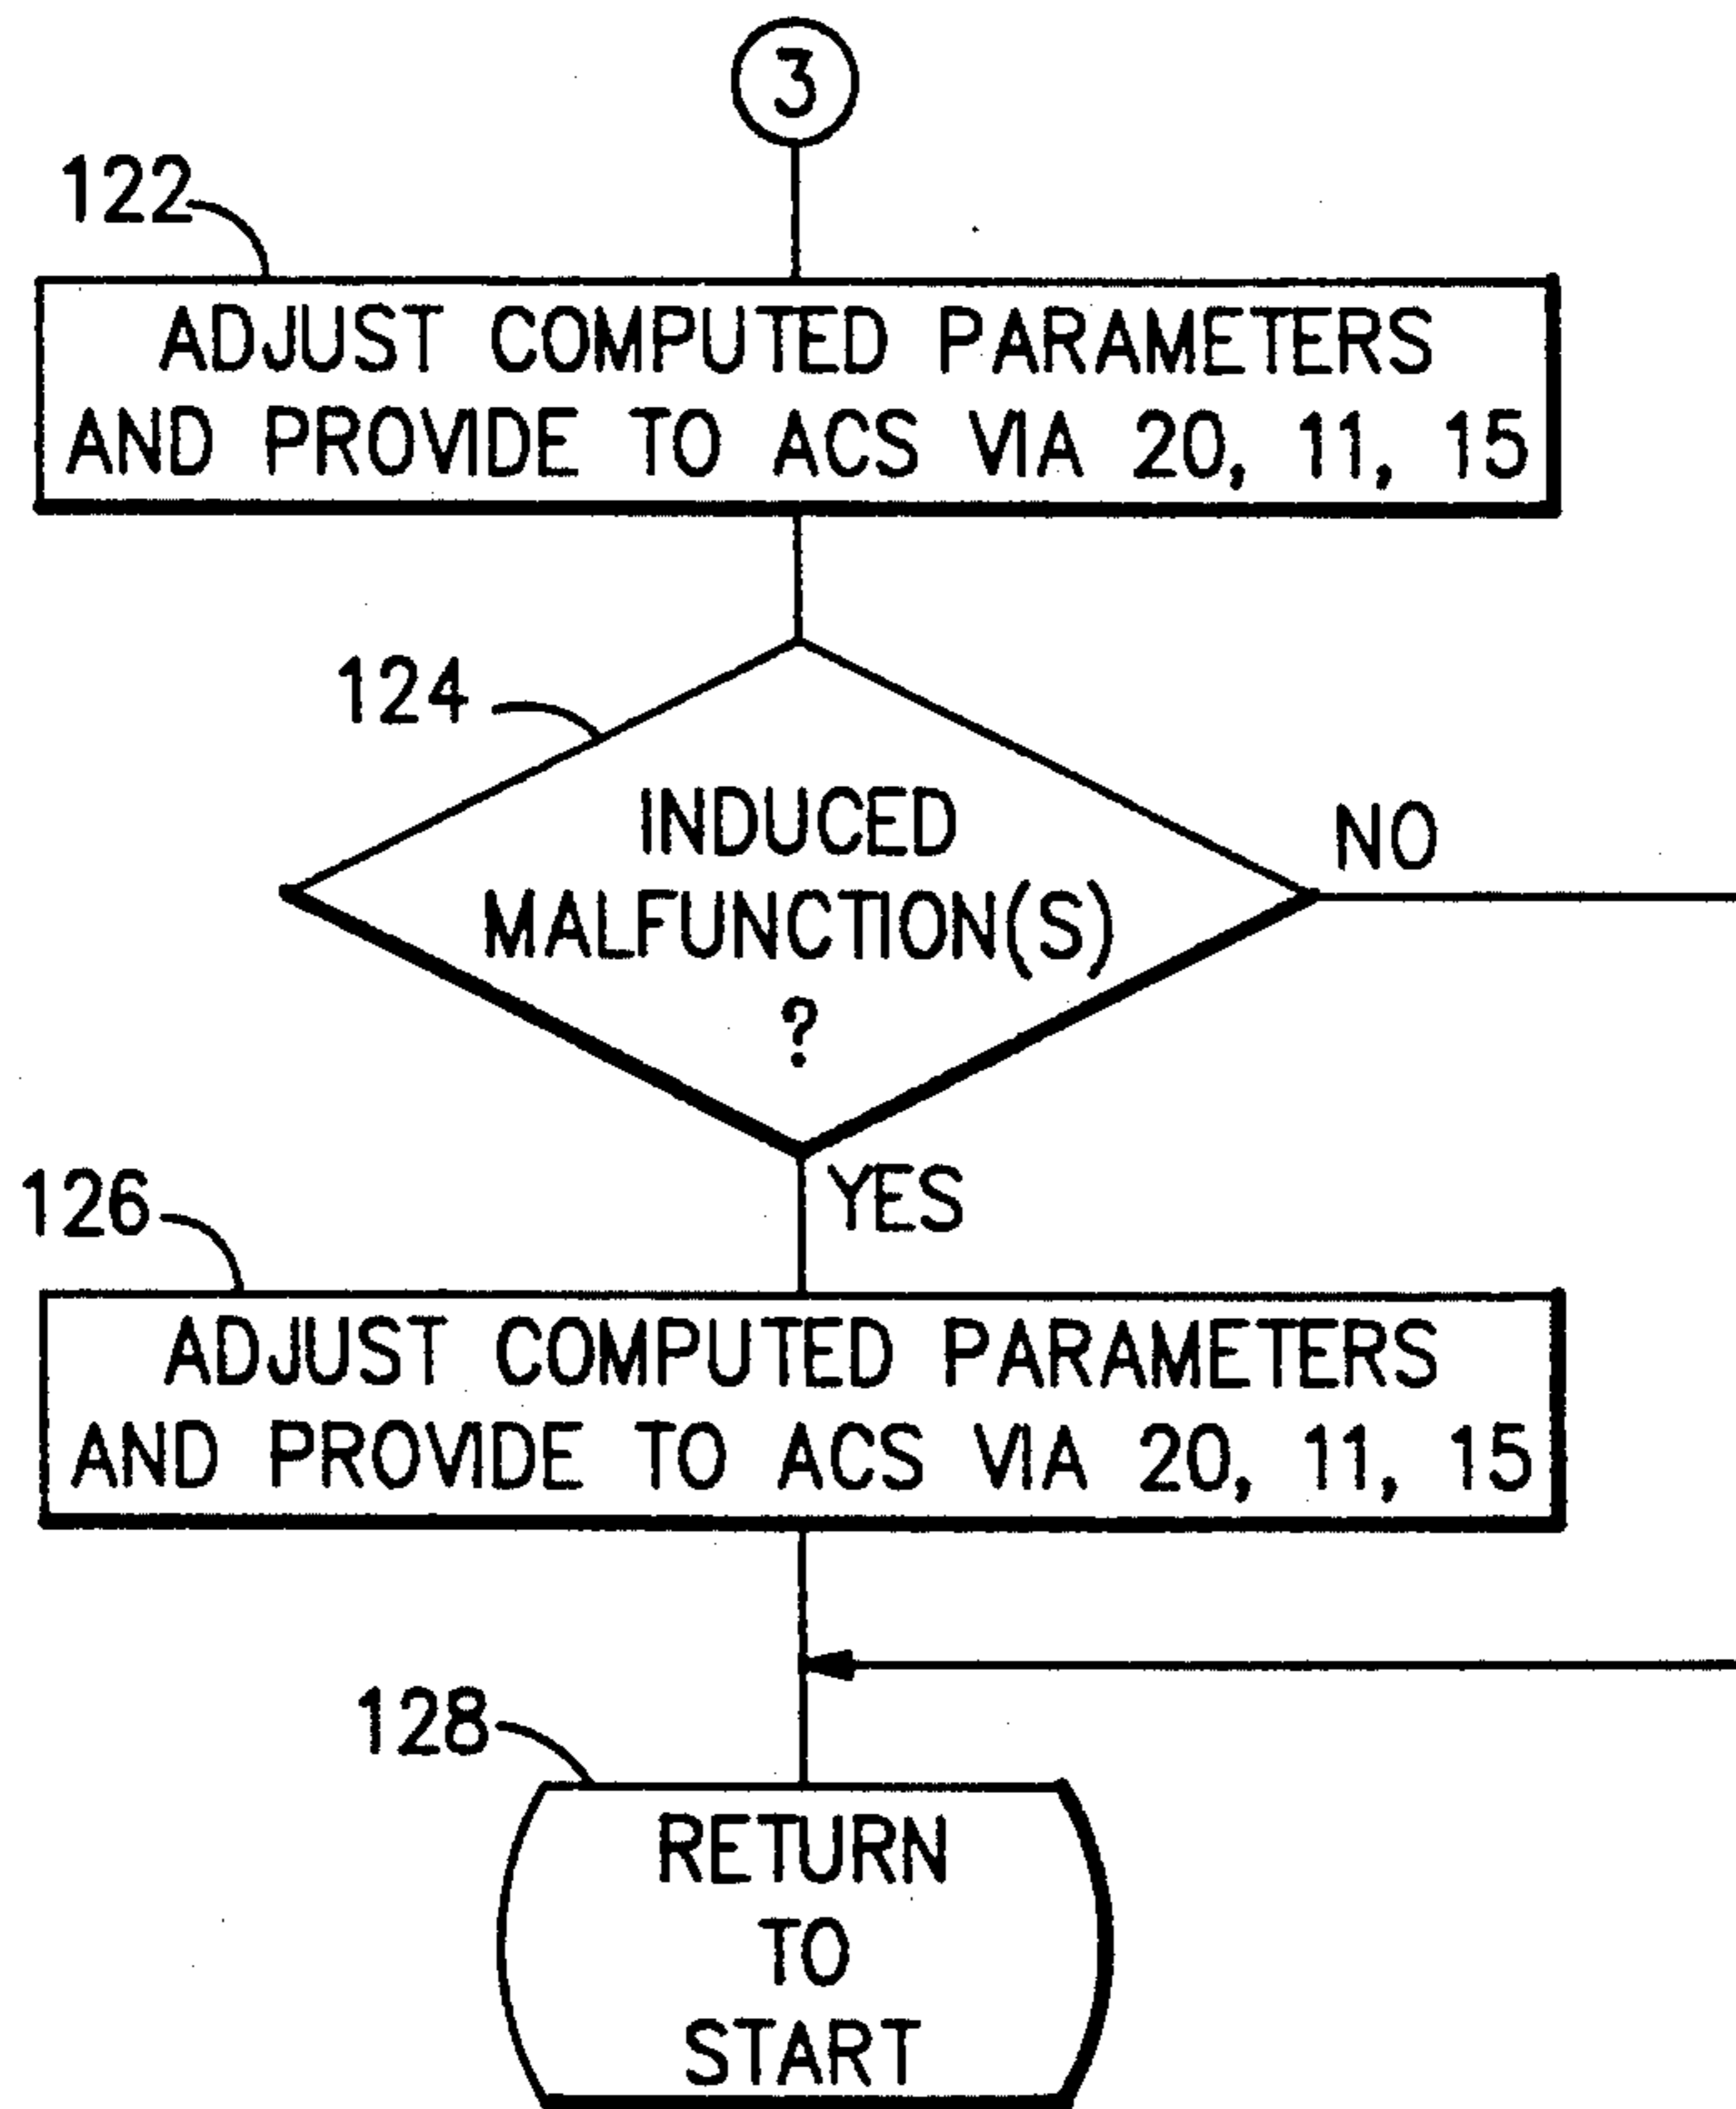 3
122
ADJUST COMPUTED PARAMETERS
AND PROVIDE TO ACS VIA 20, 11, 15
124
INDUCED
MALFUNCTION(S)
?
NO
YES
126
ADJUST COMPUTED PARAMETERS
AND PROVIDE TO ACS VIA 20, 11, 15
128
RETURN
TO
START